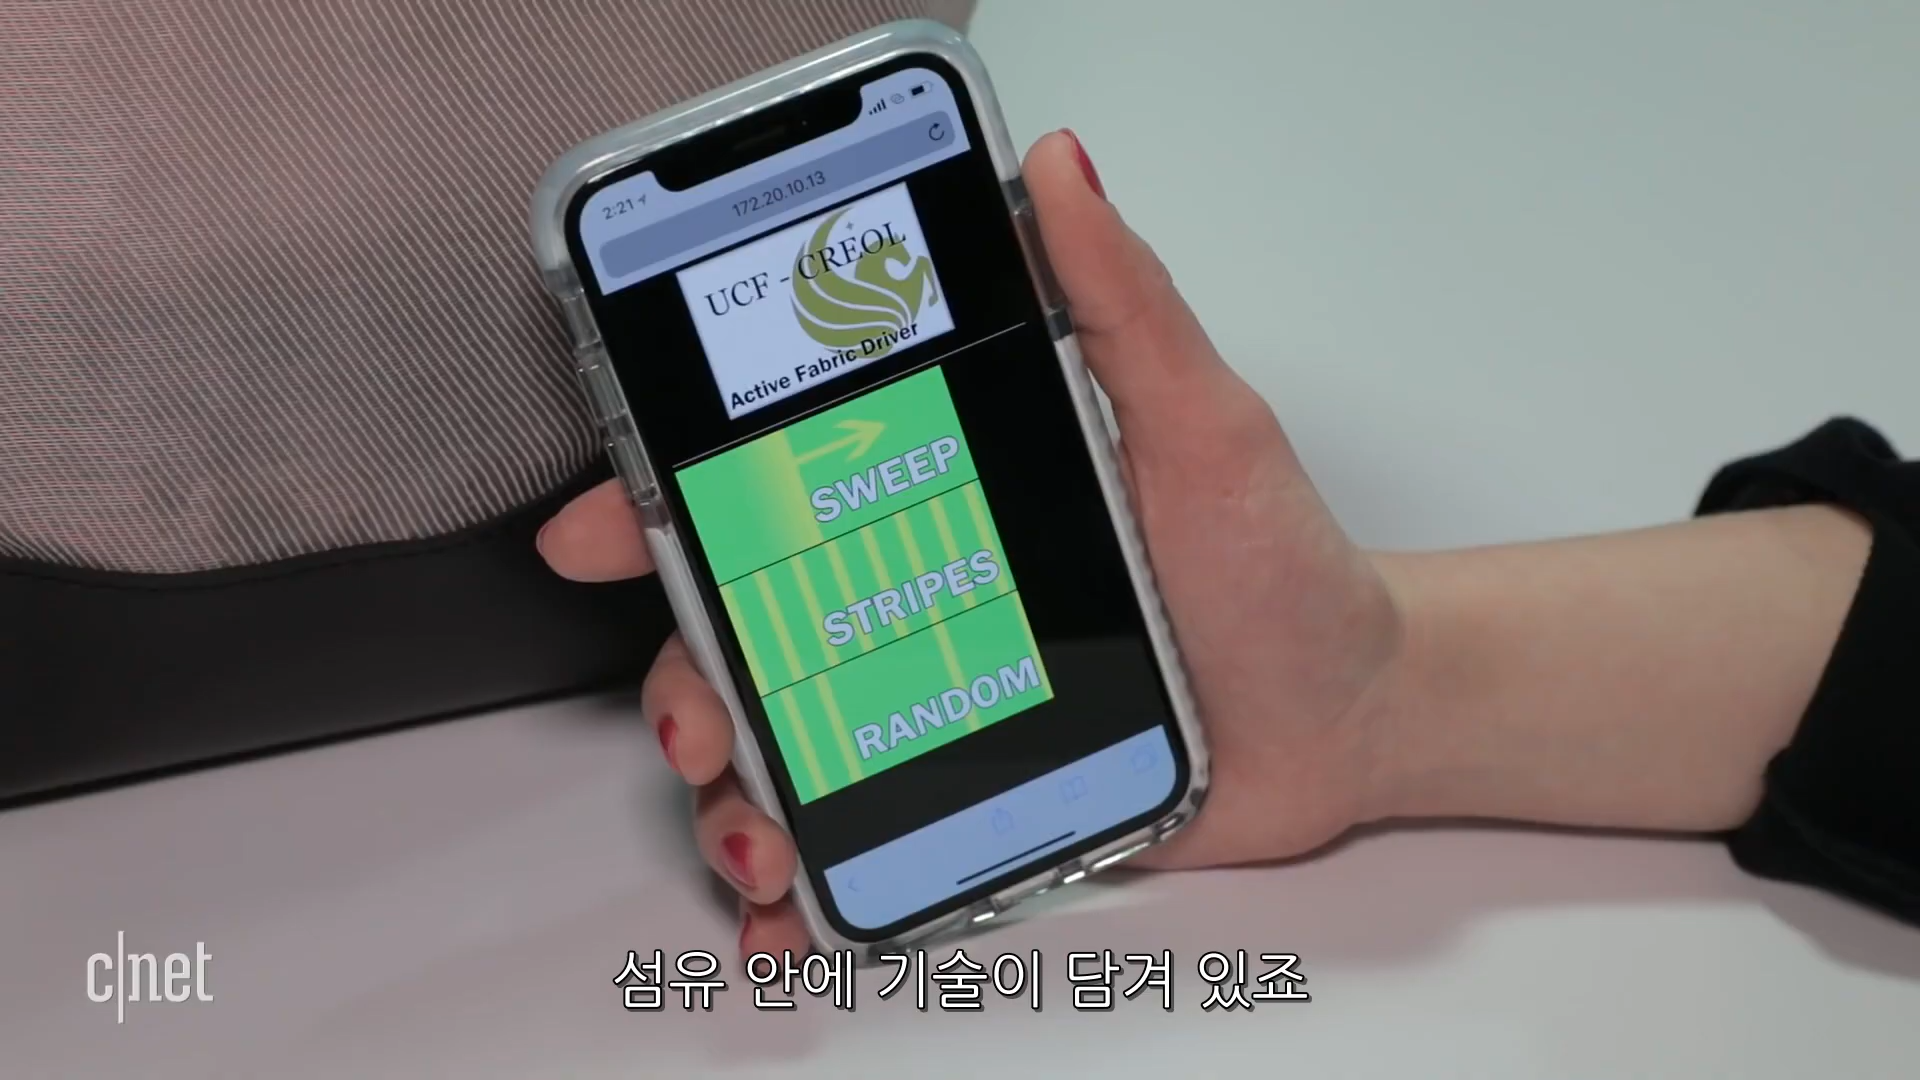 2:21
172.20.10.13
UCF - CREOL
Active Fabric Driver
SWEEP
STRIPES
RANDOM
c|net
섬유 안에 기술이 담겨 있죠